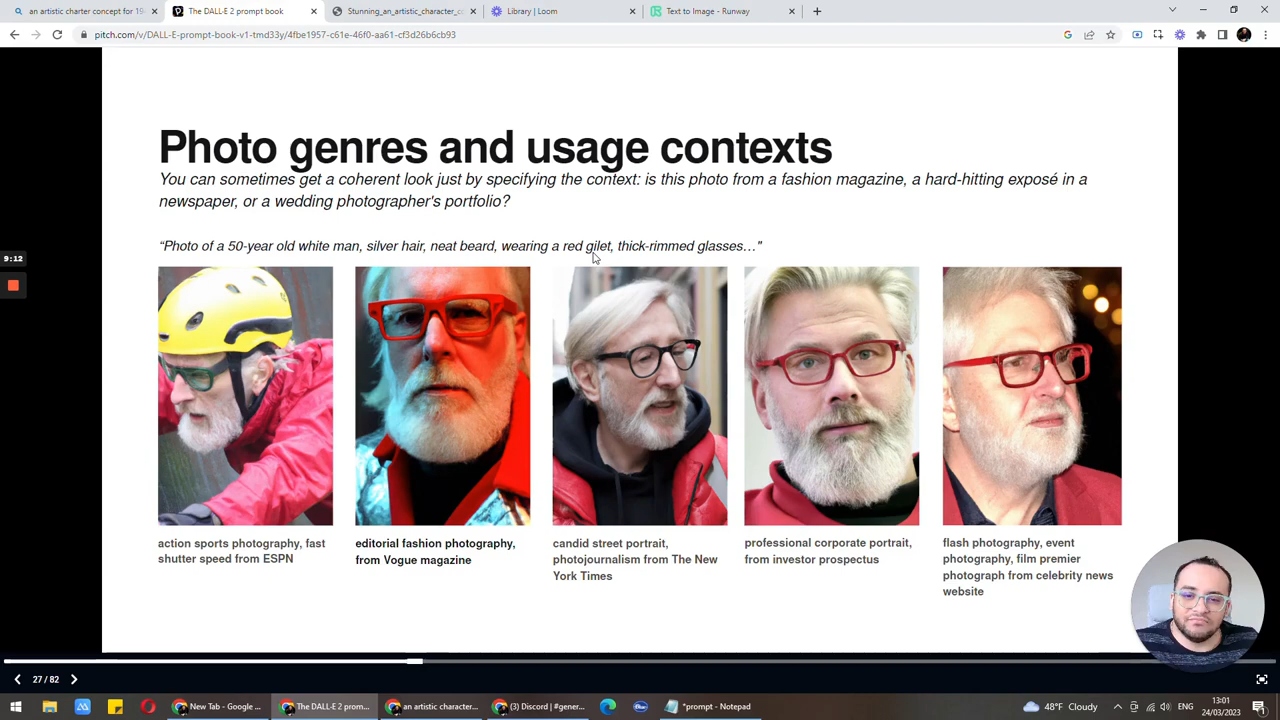 an artistic charter concept for 19
The DALL-E 2 prompt book
Stunning_an_artistic_character_c
Library | Loom
Text to Image - Runway
pitch.com/v/DALL-E-prompt-book-v1-tmd33y/4fbe1957-c61e-46f0-aa61-cf3d26b6cb93
Photo genres and usage contexts
You can sometimes get a coherent look just by specifying the context: is this photo from a fashion magazine, a hard-hitting exposé in a
newspaper, or a wedding photographer's portfolio?
“Photo of a 50-year old white man, silver hair, neat beard, wearing a red gilet, thick-rimmed glasses…"
9:12
action sports photography, fast
shutter speed from ESPN
editorial fashion photography,
from Vogue magazine
candid street portrait,
photojournalism from The New
York Times
professional corporate portrait,
from investor prospectus
flash photography, event
photography, film premier
photograph from celebrity news
website
27 / 82
New Tab - Google ...
The DALL-E 2 prom...
an artistic character...
(3) Discord | #gener...
*prompt - Notepad
48°F Cloudy
ENG
13:01
24/03/2023